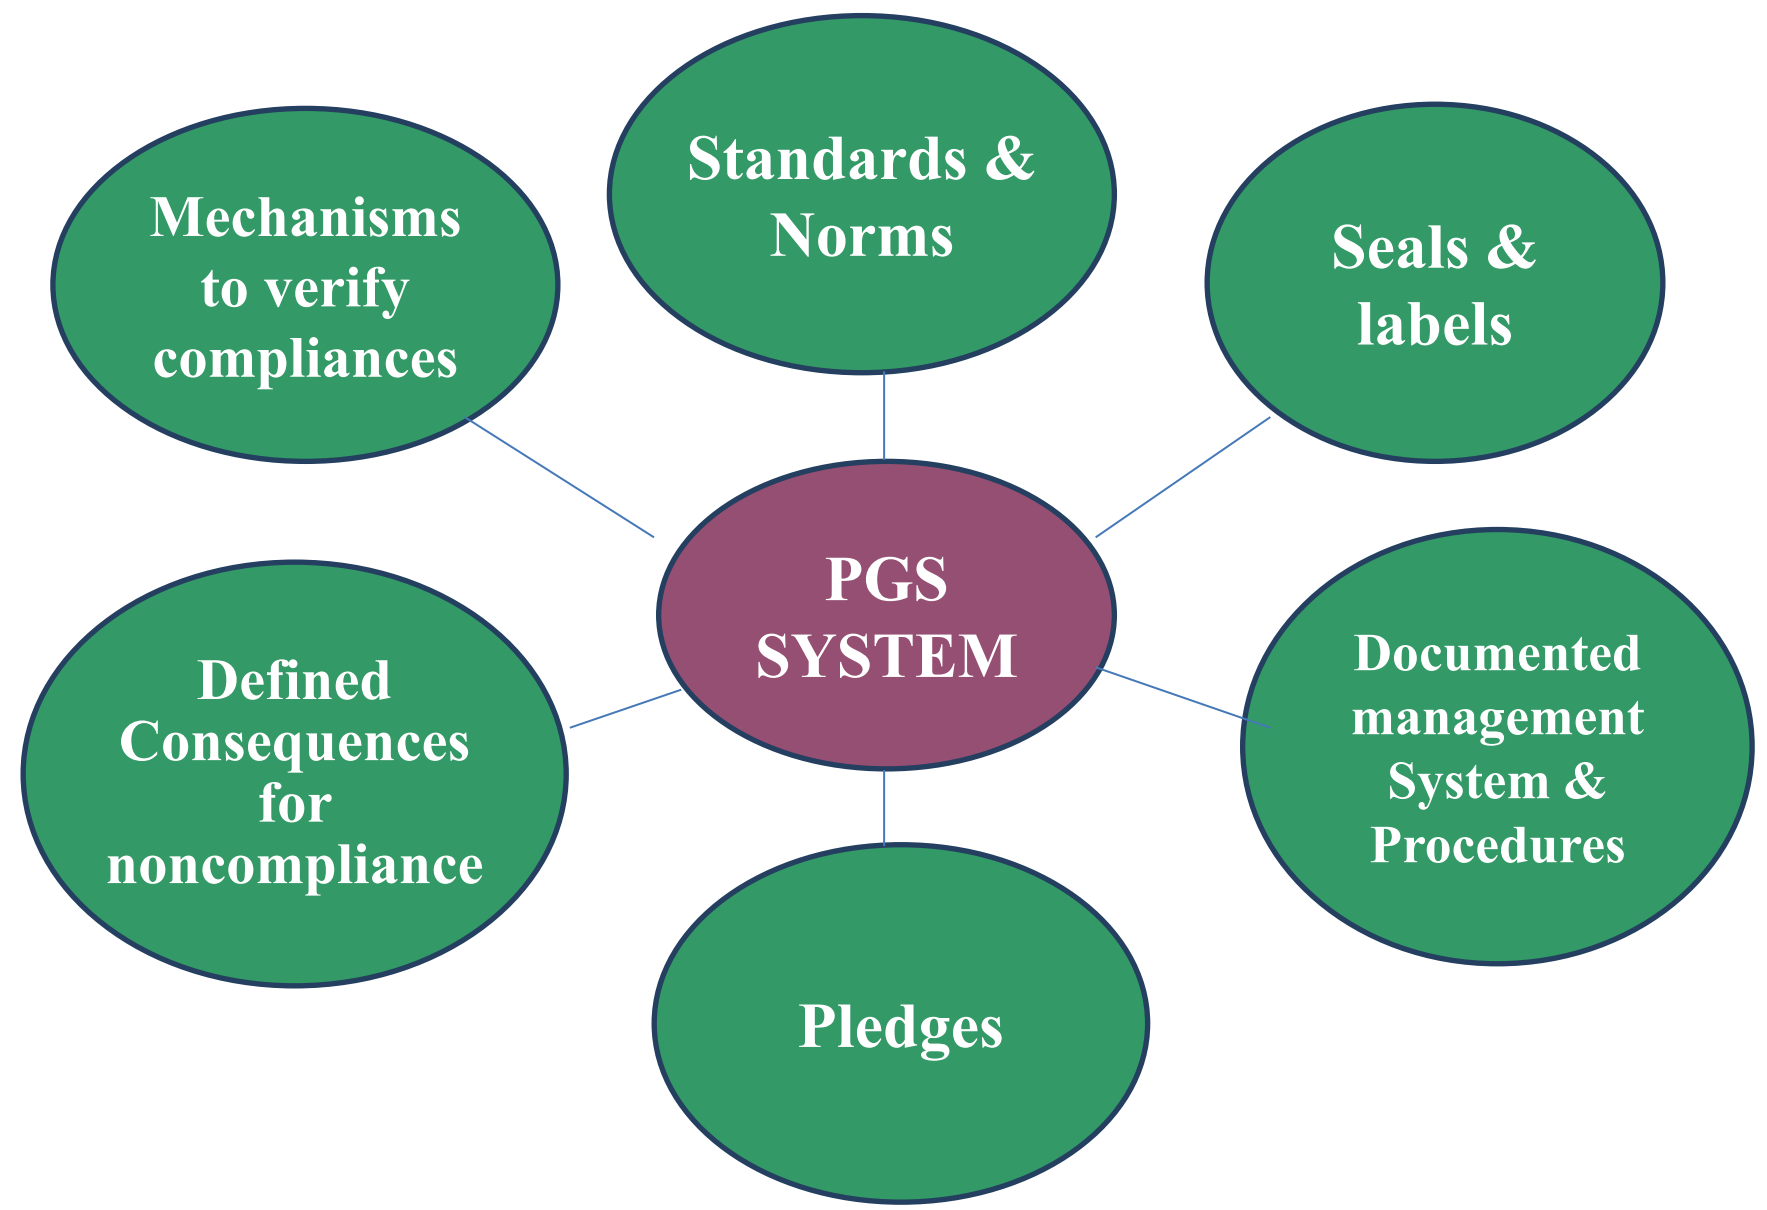 Standards &
Norms
Mechanisms
to verify
compliances
Seals &
labels
PGS
SYSTEM
Defined
Consequences
for
noncompliance
Documented
management
System &
Procedures
Pledges